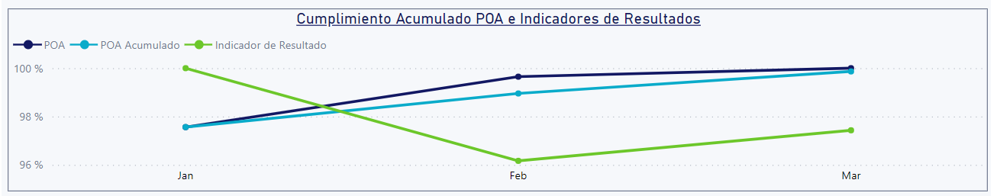 Cumplimiento Acumulado POA e Indicadores de Resultados
POA POA Acumulado Indicador de Resultado
100 %
98 %
96 %
Jan Feb Mar